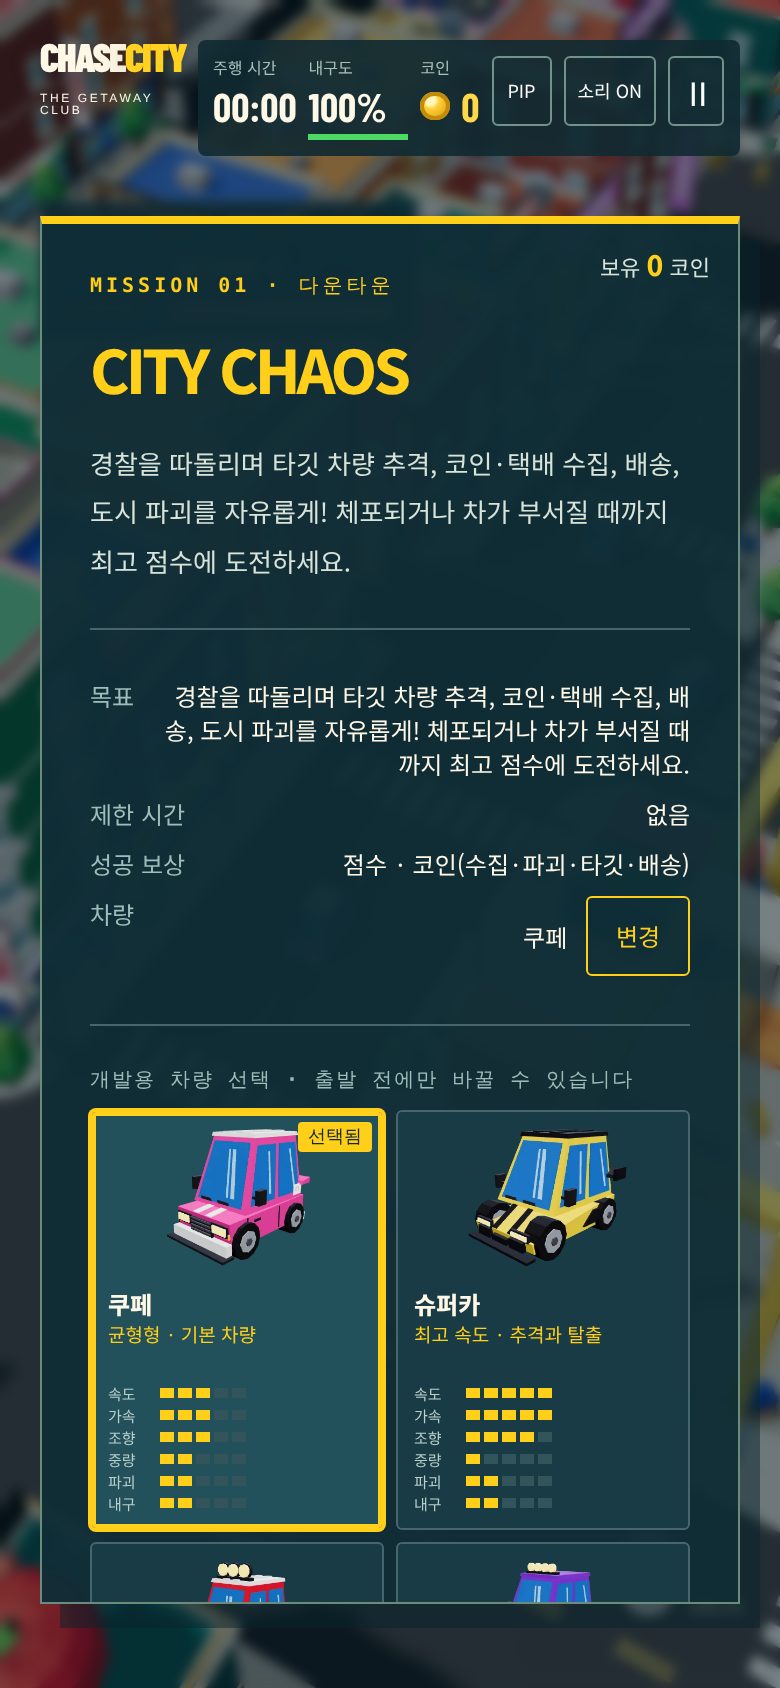 CHASECITY
THE GETAWAY
CLUB
주행 시간 내구도 코인
00:00 100% 0
PIP
소리 ON
보유 0 코인
MISSION 01 · 다운타운
CITY CHAOS
경찰을 따돌리며 타깃 차량 추격, 코인·택배 수집, 배송,
도시 파괴를 자유롭게! 체포되거나 차가 부서질 때까지
최고 점수에 도전하세요.
목표 경찰을 따돌리며 타깃 차량 추격, 코인·택배 수집, 배
송, 도시 파괴를 자유롭게! 체포되거나 차가 부서질 때
까지 최고 점수에 도전하세요.
제한 시간 없음
성공 보상 점수 · 코인(수집·파괴·타깃·배송)
차량 쿠페 변경
개발용 차량 선택 · 출발 전에만 바꿀 수 있습니다
선택됨
쿠페
균형형 · 기본 차량
속도
가속
조향
중량
파괴
내구
슈퍼카
최고 속도 · 추격과 탈출
속도
가속
조향
중량
파괴
내구